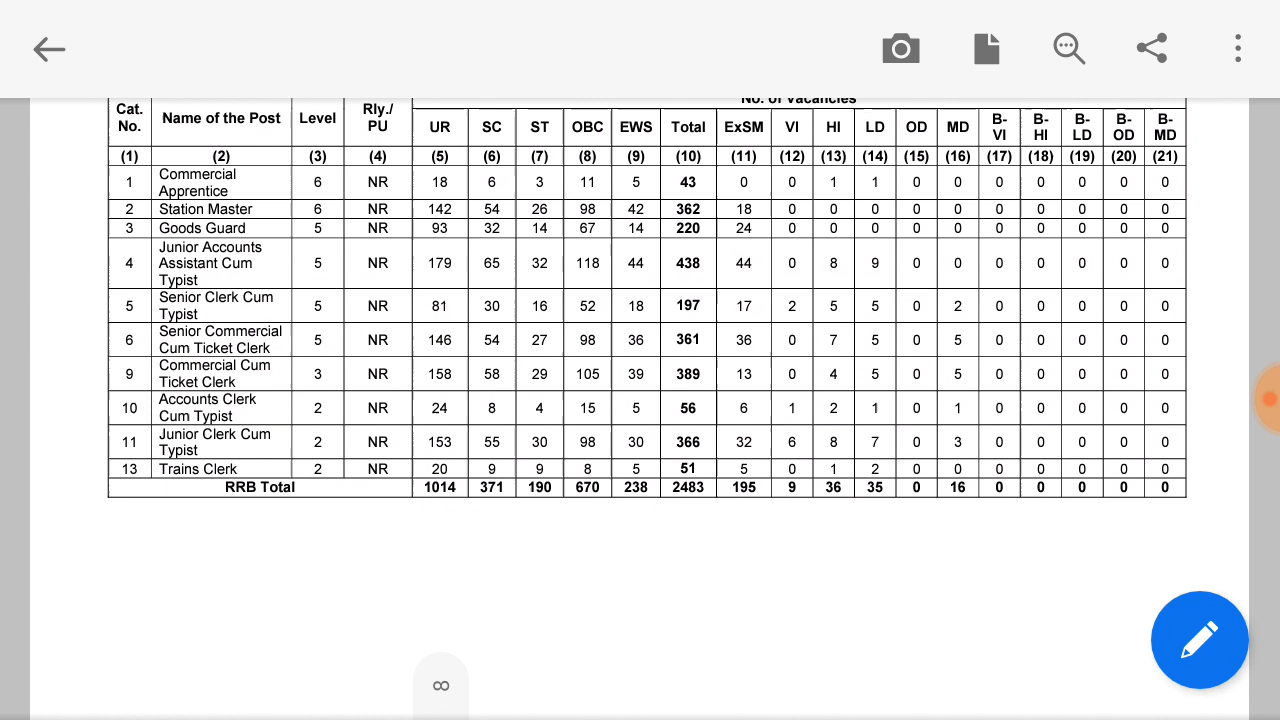 No. of Vacancies
Cat. No. Name of the Post Level Rly./ PU UR SC ST OBC EWS Total ExSM VI HI LD OD MD B-VI B-HI B-LD B-OD B-MD
(1) (2) (3) (4) (5) (6) (7) (8) (9) (10) (11) (12) (13) (14) (15) (16) (17) (18) (19) (20) (21)
1 Commercial Apprentice 6 NR 18 6 3 11 5 43 0 0 1 1 0 0 0 0 0 0 0
2 Station Master 6 NR 142 54 26 98 42 362 18 0 0 0 0 0 0 0 0 0 0
3 Goods Guard 5 NR 93 32 14 67 14 220 24 0 0 0 0 0 0 0 0 0 0
4 Junior Accounts Assistant Cum Typist 5 NR 179 65 32 118 44 438 44 0 8 9 0 0 0 0 0 0 0
5 Senior Clerk Cum Typist 5 NR 81 30 16 52 18 197 17 2 5 5 0 2 0 0 0 0 0
6 Senior Commercial Cum Ticket Clerk 5 NR 146 54 27 98 36 361 36 0 7 5 0 5 0 0 0 0 0
9 Commercial Cum Ticket Clerk 3 NR 158 58 29 105 39 389 13 0 4 5 0 5 0 0 0 0 0
10 Accounts Clerk Cum Typist 2 NR 24 8 4 15 5 56 6 1 2 1 0 1 0 0 0 0 0
11 Junior Clerk Cum Typist 2 NR 153 55 30 98 30 366 32 6 8 7 0 3 0 0 0 0 0
13 Trains Clerk 2 NR 20 9 9 8 5 51 5 0 1 2 0 0 0 0 0 0 0
RRB Total 1014 371 190 670 238 2483 195 9 36 35 0 16 0 0 0 0 0
8